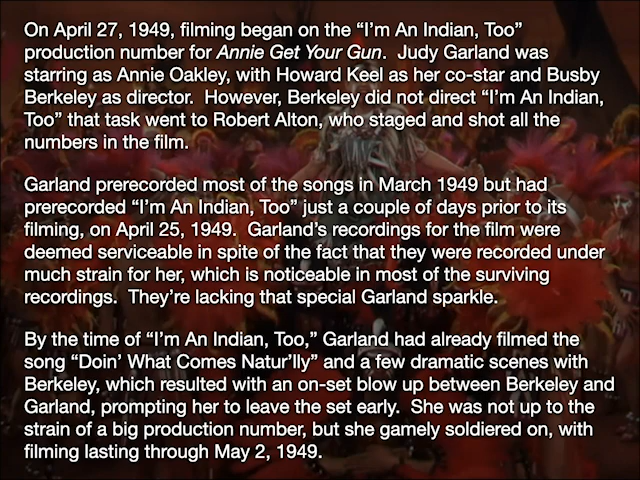 On April 27, 1949, filming began on the “I’m An Indian, Too”
production number for Annie Get Your Gun.  Judy Garland was
starring as Annie Oakley, with Howard Keel as her co-star and Busby
Berkeley as director.  However, Berkeley did not direct “I’m An Indian,
Too” that task went to Robert Alton, who staged and shot all the
numbers in the film.
Garland prerecorded most of the songs in March 1949 but had
prerecorded “I’m An Indian, Too” just a couple of days prior to its
filming, on April 25, 1949.  Garland’s recordings for the film were
deemed serviceable in spite of the fact that they were recorded under
much strain for her, which is noticeable in most of the surviving
recordings.  They’re lacking that special Garland sparkle.
By the time of “I’m An Indian, Too,” Garland had already filmed the
song “Doin’ What Comes Natur’lly” and a few dramatic scenes with
Berkeley, which resulted with an on-set blow up between Berkeley and
Garland, prompting her to leave the set early.  She was not up to the
strain of a big production number, but she gamely soldiered on, with
filming lasting through May 2, 1949.